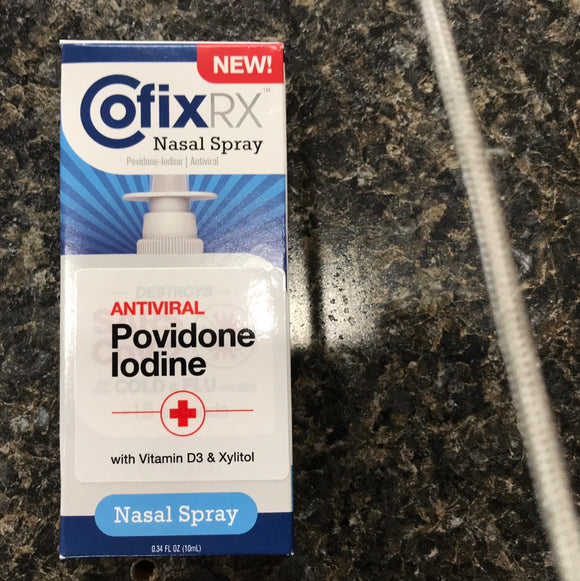 NEW!
CofixRX™
Nasal Spray
Povidone-Iodine | Antiviral
DESTROYS
ANTIVIRAL
Povidone
Iodine
COLD & FLU
with Vitamin D3 & Xylitol
Nasal Spray
0.34 FL OZ (10mL)